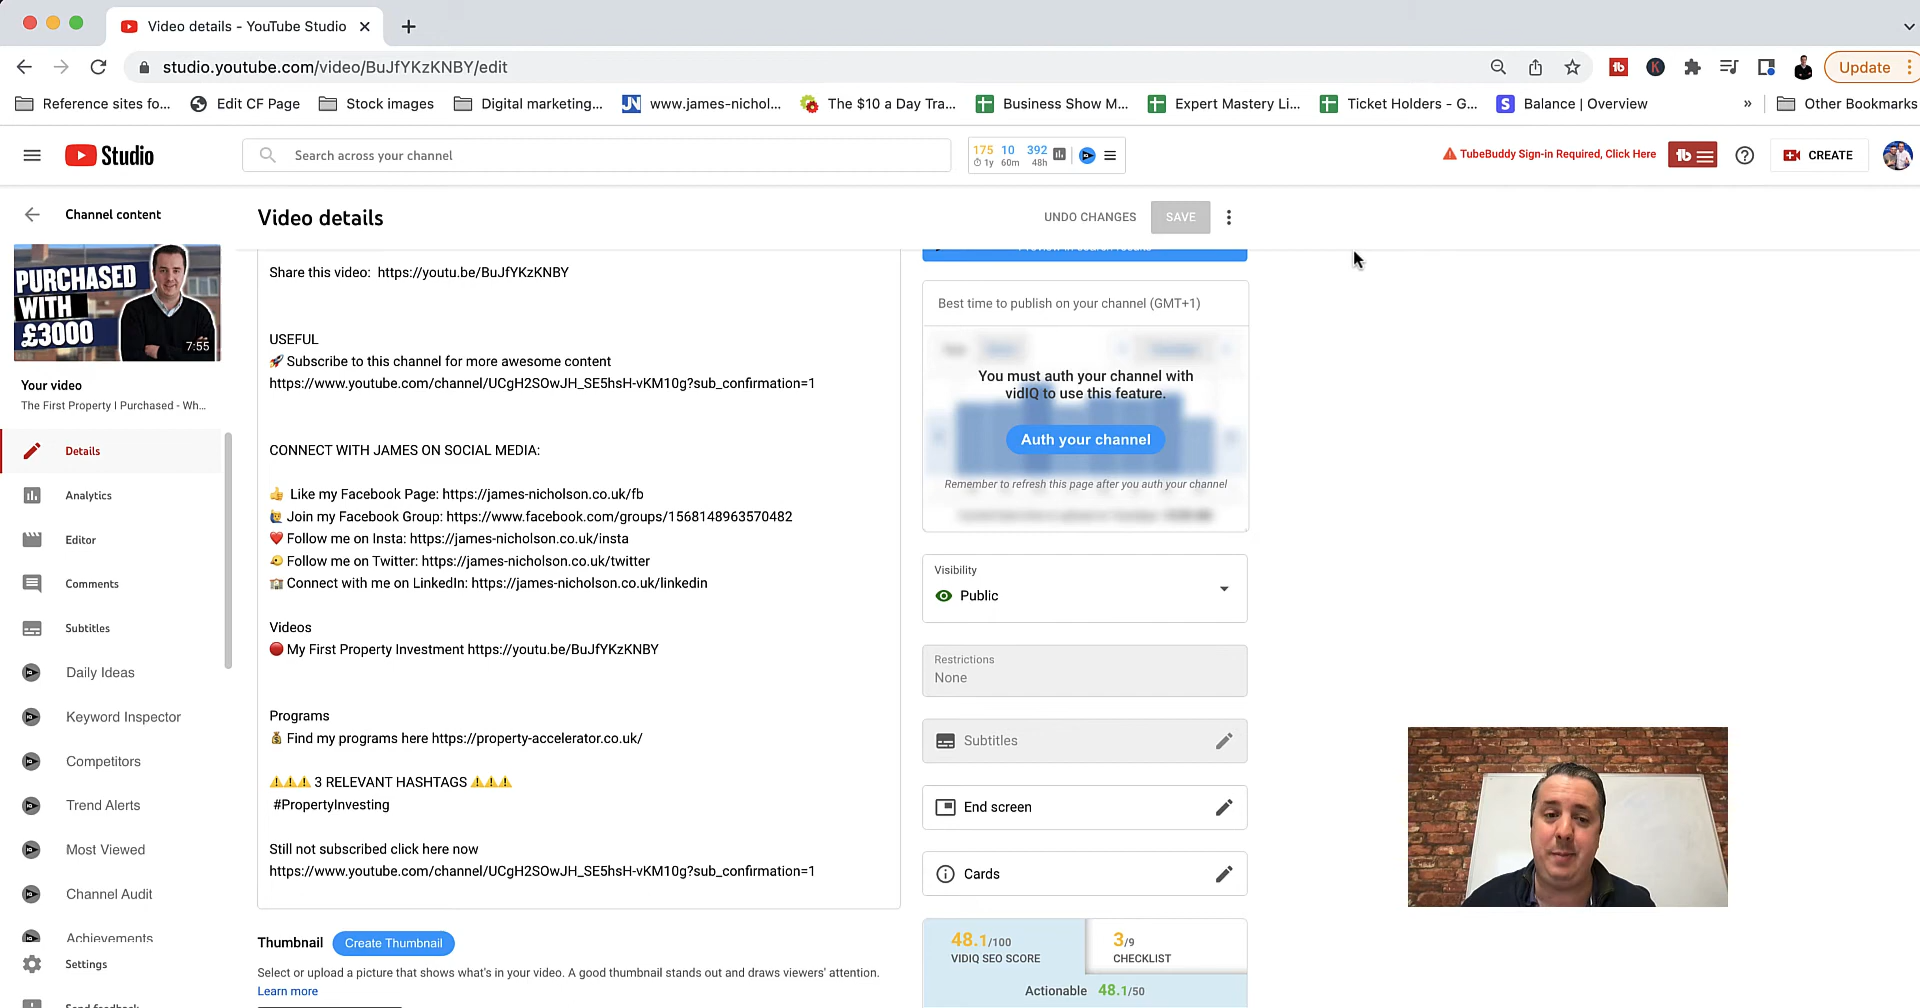 Video details - YouTube Studio
studio.youtube.com/video/BuJfYKzKNBY/edit
Update
Reference sites fo...
Edit CF Page
Stock images
Digital marketing...
www.james-nichol...
The $10 a Day Tra...
Business Show M...
Expert Mastery Li...
Ticket Holders - G...
Balance | Overview
»
Other Bookmarks
Studio
Search across your channel
175 10 392
1y 60m 48h
TubeBuddy Sign-in Required, Click Here
CREATE
Channel content
Video details
UNDO CHANGES
SAVE
PURCHASED
WITH
£3000
7:55
Your video
The First Property I Purchased - Wh...
Details
Analytics
Editor
Comments
Subtitles
Daily Ideas
Keyword Inspector
Competitors
Trend Alerts
Most Viewed
Channel Audit
Achievements
Settings
Send feedback
Share this video: https://youtu.be/BuJfYKzKNBY
USEFUL
🚀 Subscribe to this channel for more awesome content
https://www.youtube.com/channel/UCgH2SOwJH_SE5hsH-vKM10g?sub_confirmation=1
CONNECT WITH JAMES ON SOCIAL MEDIA:
👍 Like my Facebook Page: https://james-nicholson.co.uk/fb
🙋 Join my Facebook Group: https://www.facebook.com/groups/1568148963570482
❤️ Follow me on Insta: https://james-nicholson.co.uk/insta
Follow me on Twitter: https://james-nicholson.co.uk/twitter
Connect with me on LinkedIn: https://james-nicholson.co.uk/linkedin
Videos
🔴 My First Property Investment https://youtu.be/BuJfYKzKNBY
Programs
💰 Find my programs here https://property-accelerator.co.uk/
⚠️⚠️⚠️ 3 RELEVANT HASHTAGS ⚠️⚠️⚠️
#PropertyInvesting
Still not subscribed click here now
https://www.youtube.com/channel/UCgH2SOwJH_SE5hsH-vKM10g?sub_confirmation=1
Thumbnail
Create Thumbnail
Select or upload a picture that shows what's in your video. A good thumbnail stands out and draws viewers' attention.
Learn more
Best time to publish on your channel (GMT+1)
You must auth your channel with
vidIQ to use this feature.
Auth your channel
Remember to refresh this page after you auth your channel
Visibility
Public
Restrictions
None
Subtitles
End screen
Cards
48.1/100
VIDIQ SEO SCORE
3/9
CHECKLIST
Actionable 48.1/50